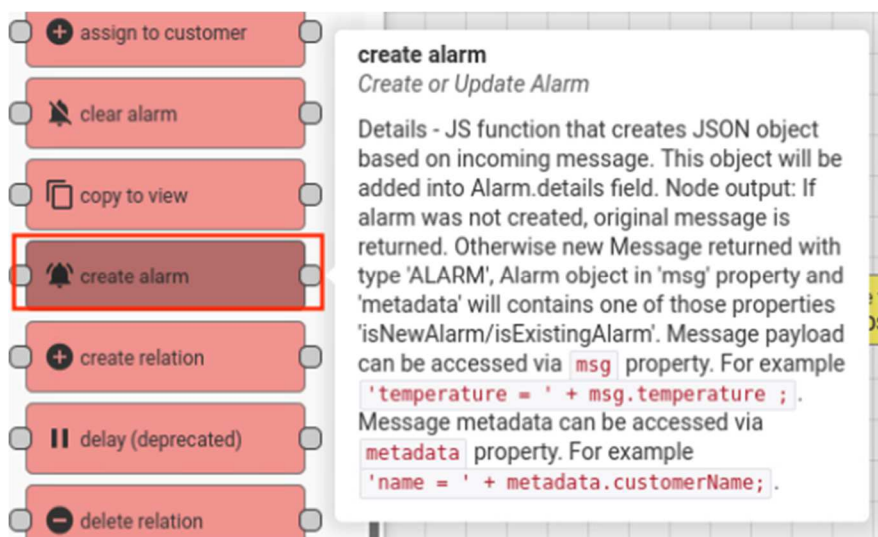 assign to customer
clear alarm
copy to view
create alarm
create relation
delay (deprecated)
delete relation
create alarm
Create or Update Alarm
Details - JS function that creates JSON object
based on incoming message. This object will be
added into Alarm.details field. Node output: If
alarm was not created, original message is
returned. Otherwise new Message returned with
type 'ALARM', Alarm object in 'msg' property and
'metadata' will contains one of those properties
'isNewAlarm/isExistingAlarm'. Message payload
can be accessed via msg property. For example
'temperature = ' + msg.temperature ; .
Message metadata can be accessed via
metadata property. For example
'name = ' + metadata.customerName; .